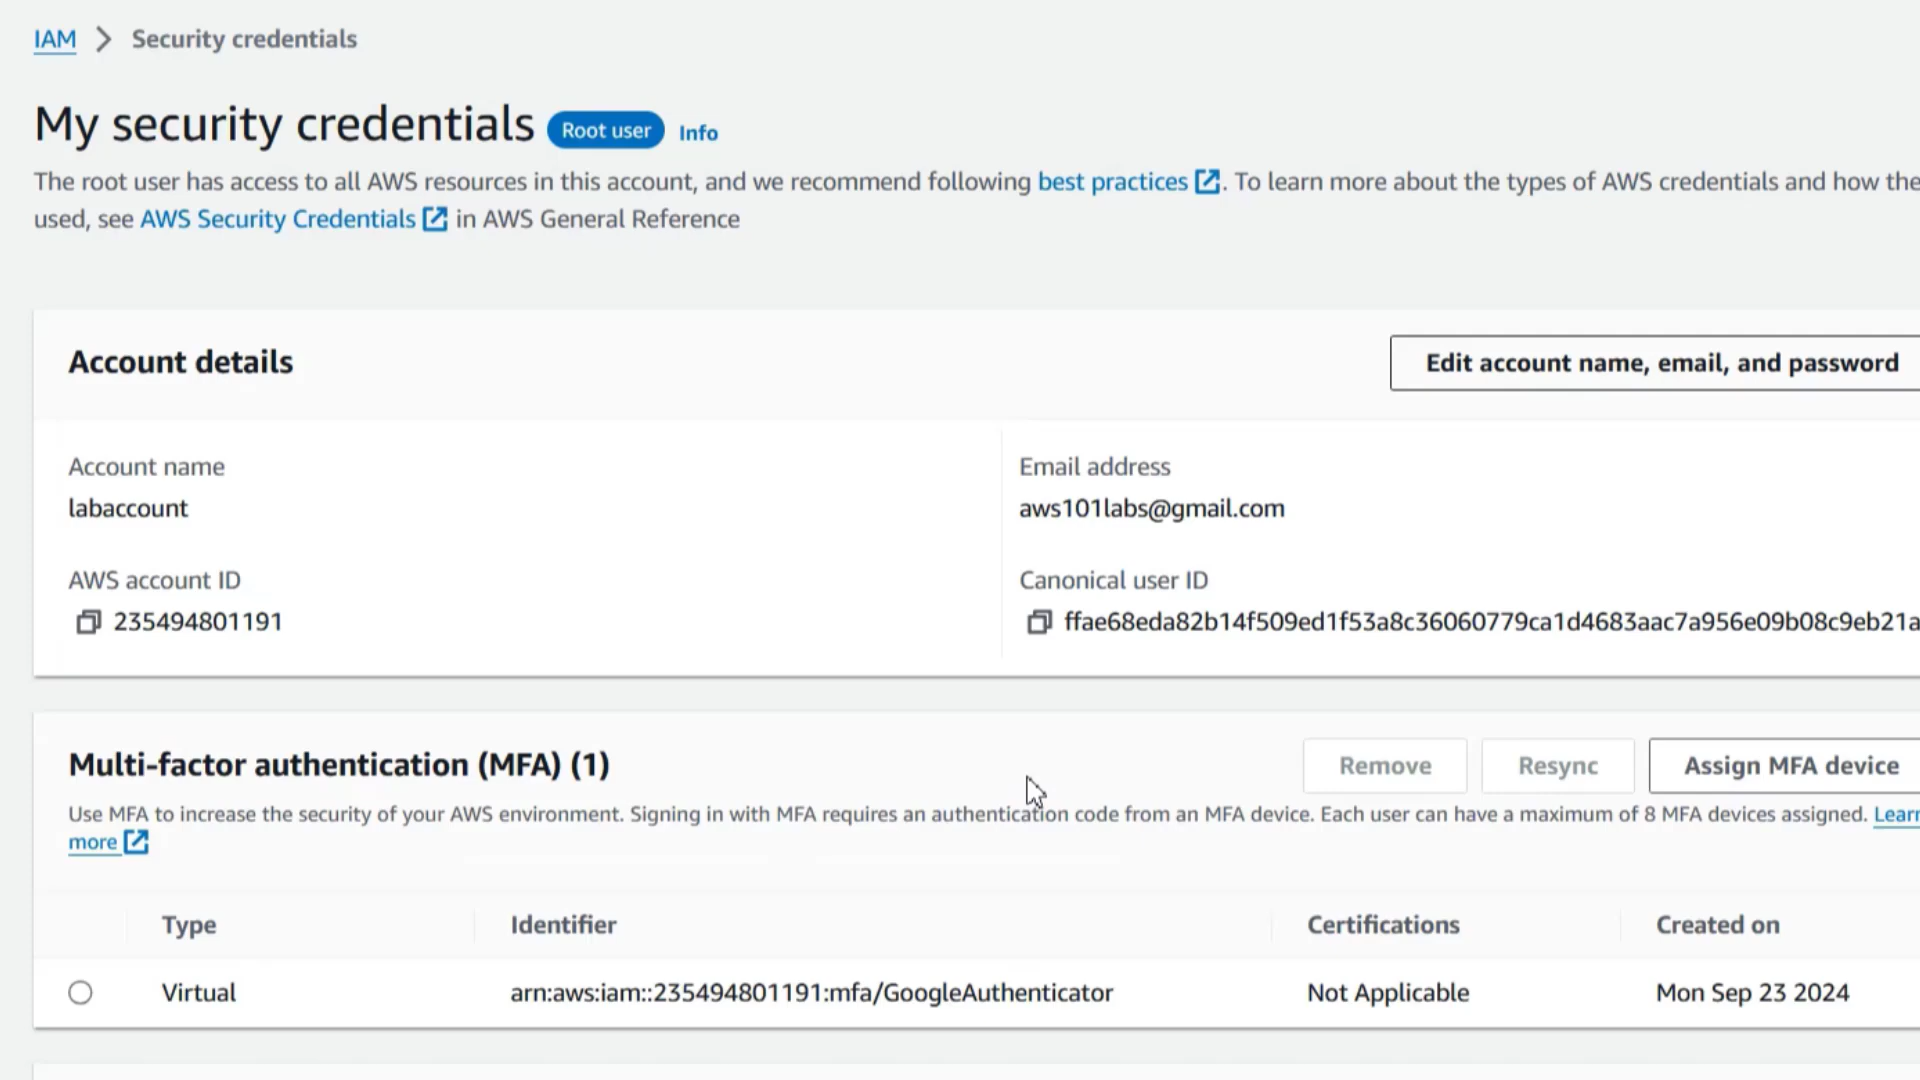 IAM > Security credentials
My security credentials Root user Info
The root user has access to all AWS resources in this account, and we recommend following best practices. To learn more about the types of AWS credentials and how the
used, see AWS Security Credentials in AWS General Reference
Account details
Edit account name, email, and password
Account name
labaccount
Email address
aws101labs@gmail.com
AWS account ID
235494801191
Canonical user ID
ffae68eda82b14f509ed1f53a8c36060779ca1d4683aac7a956e09b08c9eb21a
Multi-factor authentication (MFA) (1)
Remove Resync Assign MFA device
Use MFA to increase the security of your AWS environment. Signing in with MFA requires an authentication code from an MFA device. Each user can have a maximum of 8 MFA devices assigned. Learn
more
Type Identifier Certifications Created on
Virtual arn:aws:iam::235494801191:mfa/GoogleAuthenticator Not Applicable Mon Sep 23 2024